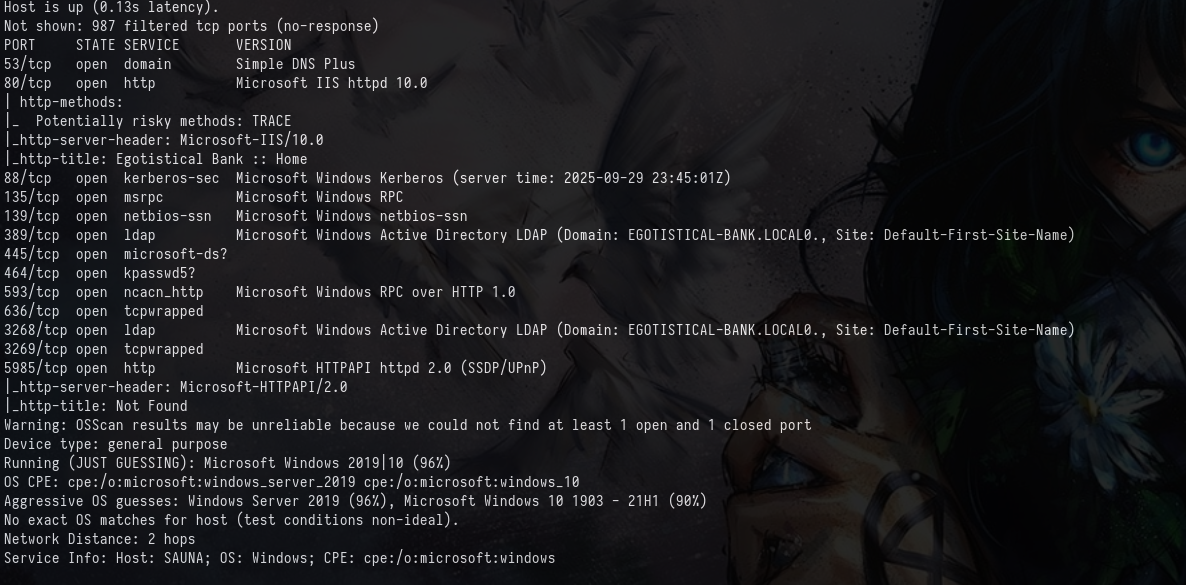 Host is up (0.13s latency).
Not shown: 987 filtered tcp ports (no-response)
PORT     STATE SERVICE       VERSION
53/tcp   open  domain        Simple DNS Plus
80/tcp   open  http          Microsoft IIS httpd 10.0
| http-methods:
|_  Potentially risky methods: TRACE
|_http-server-header: Microsoft-IIS/10.0
|_http-title: Egotistical Bank :: Home
88/tcp   open  kerberos-sec  Microsoft Windows Kerberos (server time: 2025-09-29 23:45:01Z)
135/tcp  open  msrpc         Microsoft Windows RPC
139/tcp  open  netbios-ssn   Microsoft Windows netbios-ssn
389/tcp  open  ldap          Microsoft Windows Active Directory LDAP (Domain: EGOTISTICAL-BANK.LOCAL0., Site: Default-First-Site-Name)
445/tcp  open  microsoft-ds?
464/tcp  open  kpasswd5?
593/tcp  open  ncacn_http    Microsoft Windows RPC over HTTP 1.0
636/tcp  open  tcpwrapped
3268/tcp open  ldap          Microsoft Windows Active Directory LDAP (Domain: EGOTISTICAL-BANK.LOCAL0., Site: Default-First-Site-Name)
3269/tcp open  tcpwrapped
5985/tcp open  http          Microsoft HTTPAPI httpd 2.0 (SSDP/UPnP)
|_http-server-header: Microsoft-HTTPAPI/2.0
|_http-title: Not Found
Warning: OSScan results may be unreliable because we could not find at least 1 open and 1 closed port
Device type: general purpose
Running (JUST GUESSING): Microsoft Windows 2019|10 (96%)
OS CPE: cpe:/o:microsoft:windows_server_2019 cpe:/o:microsoft:windows_10
Aggressive OS guesses: Windows Server 2019 (96%), Microsoft Windows 10 1903 - 21H1 (90%)
No exact OS matches for host (test conditions non-ideal).
Network Distance: 2 hops
Service Info: Host: SAUNA; OS: Windows; CPE: cpe:/o:microsoft:windows